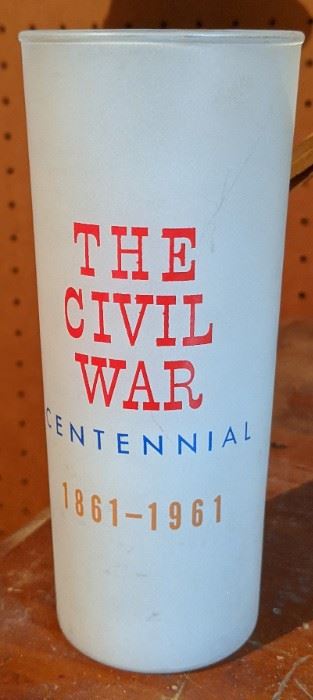 THE
CIVIL
WAR
CENTENNIAL
1861-1961